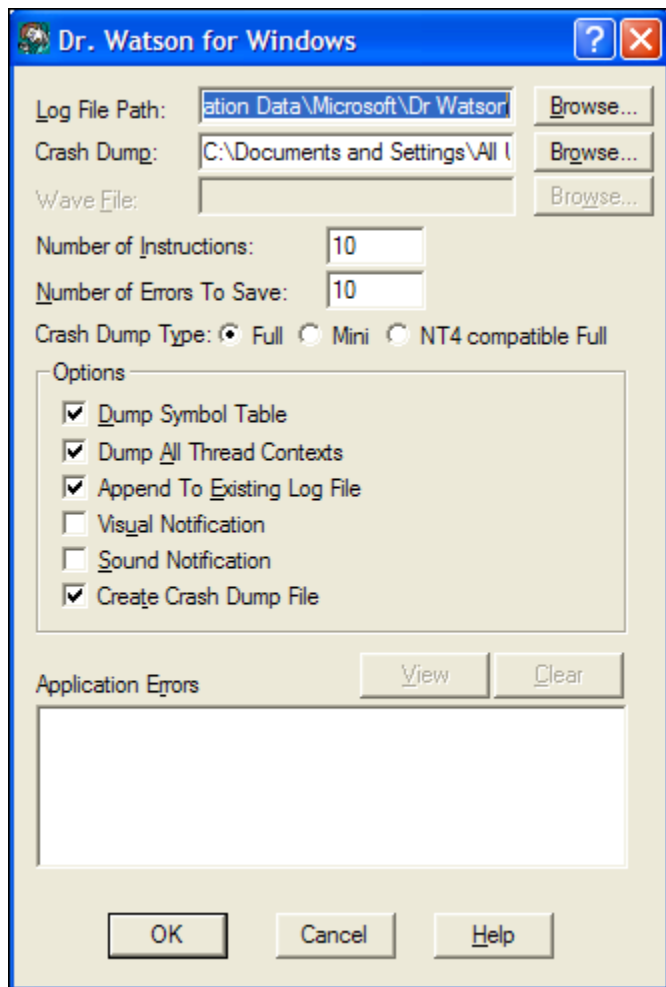 Dr. Watson for Windows
Log File Path: ation Data\Microsoft\Dr Watson Browse...
Crash Dump: C:\Documents and Settings\All U Browse...
Wave File: Browse...
Number of Instructions: 10
Number of Errors To Save: 10
Crash Dump Type: Full Mini NT4 compatible Full
Options
Dump Symbol Table
Dump All Thread Contexts
Append To Existing Log File
Visual Notification
Sound Notification
Create Crash Dump File
Application Errors View Clear
OK Cancel Help